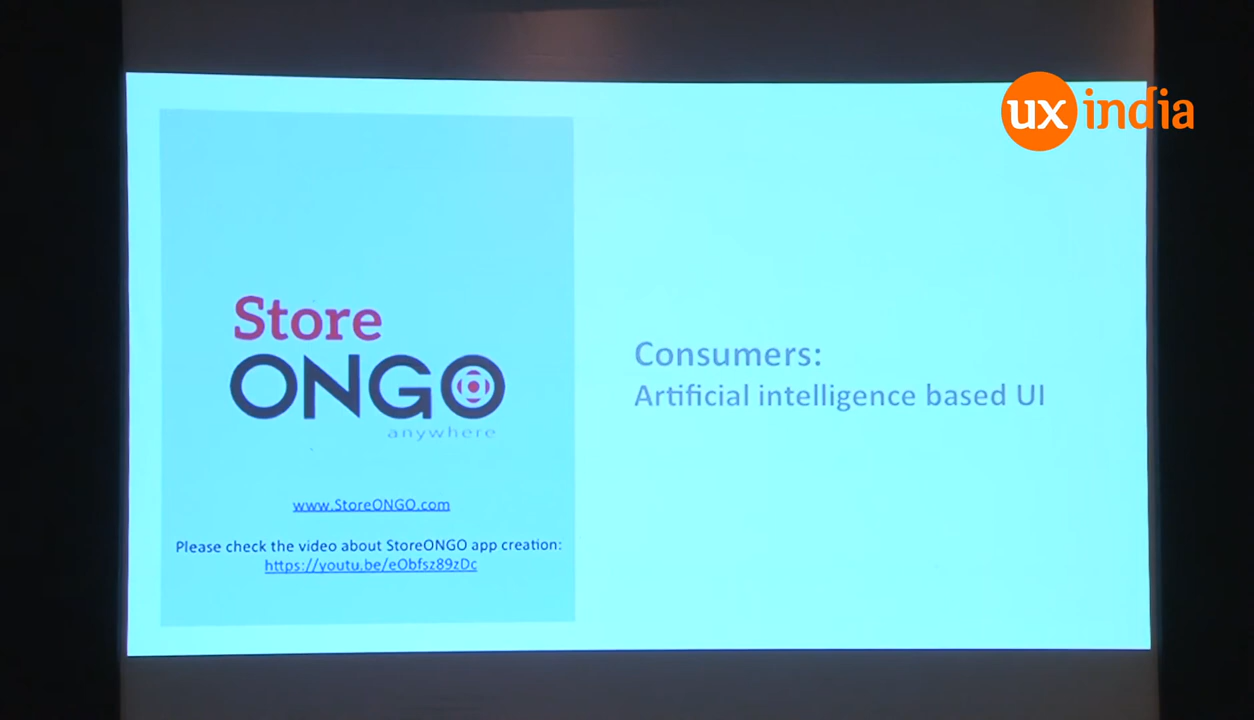 ux india
Store
ONGO
anywhere
www.StoreONGO.com
Please check the video about StoreONGO app creation:
https://youtu.be/eObfsz89zDc
Consumers:
Artificial intelligence based UI